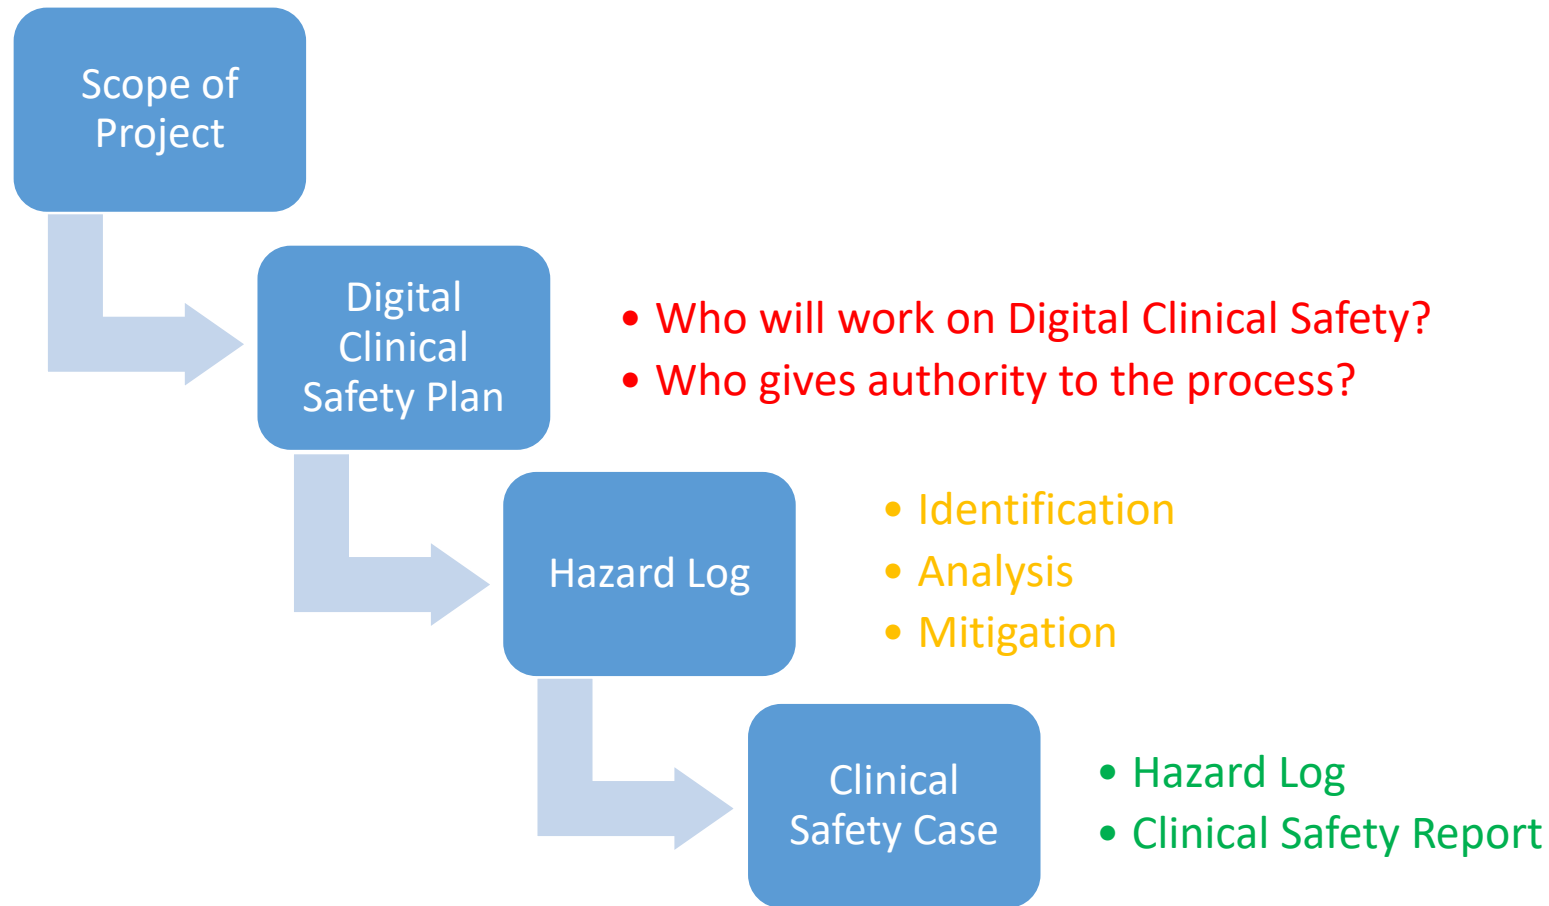 Scope of
Project
Digital
Clinical
Safety Plan
• Who will work on Digital Clinical Safety?
• Who gives authority to the process?
Hazard Log
• Identification
• Analysis
• Mitigation
Clinical
Safety Case
• Hazard Log
• Clinical Safety Report